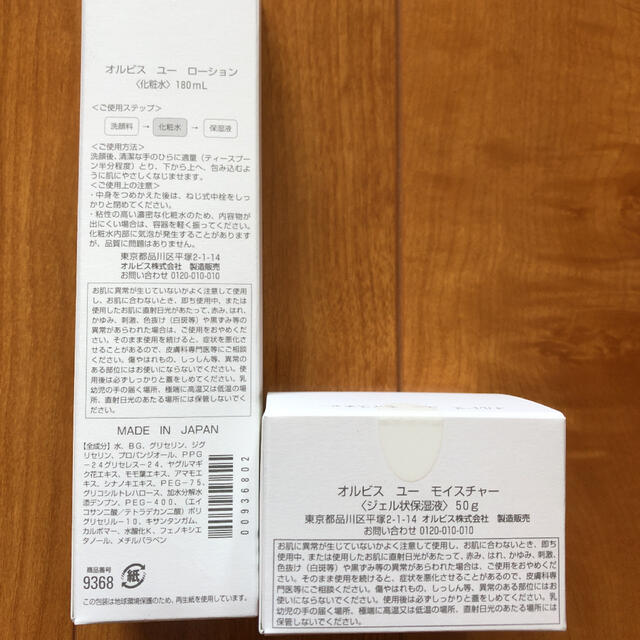 オルビス ユー ローション
〈化粧水〉180mL
＜ご使用ステップ＞
洗顔料 → 化粧水 → 保湿液
＜ご使用方法＞
洗顔後、清潔な手のひらに適量（ティースプー
ン半分程度）とり、下から上へ、包み込むよう
に肌にやさしくなじませます。
＜ご使用上の注意＞
・中身をつめかえた後は、ねじ式中栓をしっ
かりと閉めてください。
・粘性の高い濃密な化粧水のため、内容物が
出にくい場合は、容器を軽く振ってください。
化粧水内部に気泡が発生することがあります
が、品質に問題はありません。
東京都品川区平塚2-1-14
オルビス株式会社 製造販売
お問い合わせ 0120-010-010
お肌に異常が生じていないかよく注意して使用
し、お肌に合わないとき、即ち使用中、または
使用したお肌に直射日光があたって、赤み、はれ、
かゆみ、刺激、色抜け（白斑等）や黒ずみ等の
異常があらわれた場合は、ご使用をおやめくだ
さい。そのまま使用を続けると、症状を悪化さ
せることがあるので、皮膚科専門医等にご相談
ください。傷やはれもの、しっしん等、異常の
ある部位にはお使いにならないでください。使
用後は必ずしっかりと蓋をしめてください。乳
幼児の手の届く場所、極端に高温又は低温の場
所、直射日光のあたる場所には保管しないでく
ださい。
MADE IN JAPAN
【全成分】水、BG、グリセリン、ジグ
リセリン、プロパンジオール、PPG
－24グリセレス－24、ヤグルマギ
ク花エキス、モモ葉エキス、アマモエ
キス、シナノキエキス、PEG－75、
グリコシルトレハロース、加水分解水
添デンプン、PEG－400、（エイ
コサン二酸／テトラデカン二酸）ポリ
グリセリル－10、キサンタンガム、
カルボマー、水酸化K、フェノキシエ
タノール、メチルパラベン
00936802
商品番号
9368
紙
この包装は地球環境保護のため、再生紙を使用しています。
オルビス ユー モイスチャー
〈ジェル状保湿液〉50g
東京都品川区平塚2-1-14 オルビス株式会社 製造販売
お問い合わせ 0120-010-010
お肌に異常が生じていないかよく注意して使用し、お肌に合わないとき、即ち
使用中、または使用したお肌に直射日光があたって、赤み、はれ、かゆみ、刺激、
色抜け（白斑等）や黒ずみ等の異常があらわれた場合は、ご使用をおやめくだ
さい。そのまま使用を続けると、症状を悪化させることがあるので、皮膚科専
門医等にご相談ください。傷やはれもの、しっしん等、異常のある部位にはお
使いにならないでください。使用後は必ずしっかりと蓋をしめてください。乳
幼児の手の届く場所、極端に高温又は低温の場所、直射日光のあたる場所には
保管しないでください。